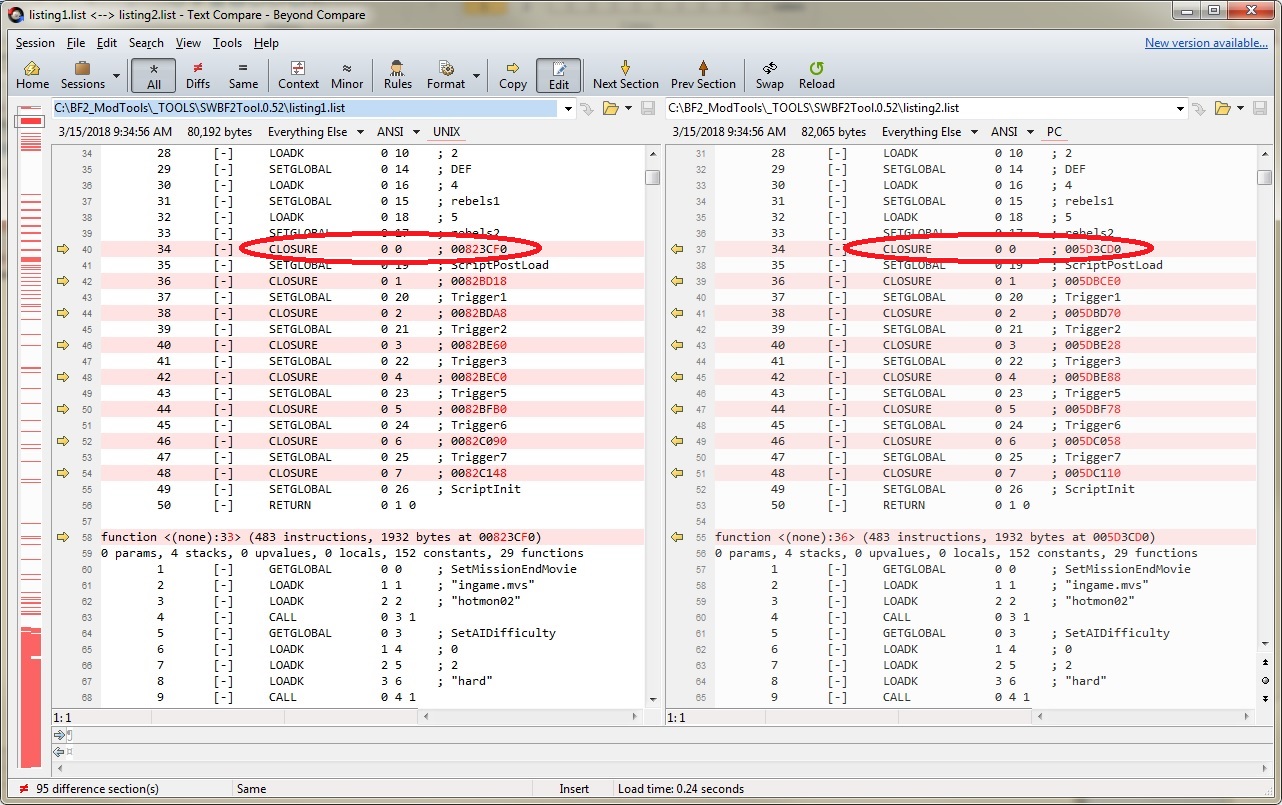 listing1.list <--> listing2.list - Text Compare - Beyond Compare
Session File Edit Search View Tools Help New version available...
Home Sessions All Diffs Same Context Minor Rules Format Copy Edit Next Section Prev Section Swap Reload
C:\BF2_ModTools\_TOOLS\SWBF2Tool.0.52\listing1.list
3/15/2018 9:34:56 AM 80,192 bytes Everything Else ANSI UNIX
34 28 [-] LOADK 0 10 ; 2
35 29 [-] SETGLOBAL 0 14 ; DEF
36 30 [-] LOADK 0 16 ; 4
37 31 [-] SETGLOBAL 0 15 ; rebels1
38 32 [-] LOADK 0 18 ; 5
39 33 [-] SETGLOBAL 0 17 ; rebels2
40 34 [-] CLOSURE 0 0 ; 00823CF0
41 35 [-] SETGLOBAL 0 19 ; ScriptPostLoad
42 36 [-] CLOSURE 0 1 ; 0082BD18
43 37 [-] SETGLOBAL 0 20 ; Trigger1
44 38 [-] CLOSURE 0 2 ; 0082BDA8
45 39 [-] SETGLOBAL 0 21 ; Trigger2
46 40 [-] CLOSURE 0 3 ; 0082BE60
47 41 [-] SETGLOBAL 0 22 ; Trigger3
48 42 [-] CLOSURE 0 4 ; 0082BEC0
49 43 [-] SETGLOBAL 0 23 ; Trigger5
50 44 [-] CLOSURE 0 5 ; 0082BFB0
51 45 [-] SETGLOBAL 0 24 ; Trigger6
52 46 [-] CLOSURE 0 6 ; 0082C090
53 47 [-] SETGLOBAL 0 25 ; Trigger7
54 48 [-] CLOSURE 0 7 ; 0082C148
55 49 [-] SETGLOBAL 0 26 ; ScriptInit
56 50 [-] RETURN 0 1 0
57
58 function <(none):33> (483 instructions, 1932 bytes at 00823CF0)
59 0 params, 4 stacks, 0 upvalues, 0 locals, 152 constants, 29 functions
60 1 [-] GETGLOBAL 0 0 ; SetMissionEndMovie
61 2 [-] LOADK 1 1 ; "ingame.mvs"
62 3 [-] LOADK 2 2 ; "hotmon02"
63 4 [-] CALL 0 3 1
64 5 [-] GETGLOBAL 0 3 ; SetAIDifficulty
65 6 [-] LOADK 1 4 ; 0
66 7 [-] LOADK 2 5 ; 2
67 8 [-] LOADK 3 6 ; "hard"
68 9 [-] CALL 0 4 1
1: 1
C:\BF2_ModTools\_TOOLS\SWBF2Tool.0.52\listing2.list
3/15/2018 9:34:56 AM 82,065 bytes Everything Else ANSI PC
31 28 [-] LOADK 0 10 ; 2
32 29 [-] SETGLOBAL 0 14 ; DEF
33 30 [-] LOADK 0 16 ; 4
34 31 [-] SETGLOBAL 0 15 ; rebels1
35 32 [-] LOADK 0 18 ; 5
36 33 [-] SETGLOBAL 0 17 ; rebels2
37 34 [-] CLOSURE 0 0 ; 005D3CD0
38 35 [-] SETGLOBAL 0 19 ; ScriptPostLoad
39 36 [-] CLOSURE 0 1 ; 005DBCE0
40 37 [-] SETGLOBAL 0 20 ; Trigger1
41 38 [-] CLOSURE 0 2 ; 005DBD70
42 39 [-] SETGLOBAL 0 21 ; Trigger2
43 40 [-] CLOSURE 0 3 ; 005DBE28
44 41 [-] SETGLOBAL 0 22 ; Trigger3
45 42 [-] CLOSURE 0 4 ; 005DBE88
46 43 [-] SETGLOBAL 0 23 ; Trigger5
47 44 [-] CLOSURE 0 5 ; 005DBF78
48 45 [-] SETGLOBAL 0 24 ; Trigger6
49 46 [-] CLOSURE 0 6 ; 005DC058
50 47 [-] SETGLOBAL 0 25 ; Trigger7
51 48 [-] CLOSURE 0 7 ; 005DC110
52 49 [-] SETGLOBAL 0 26 ; ScriptInit
53 50 [-] RETURN 0 1 0
54
55 function <(none):36> (483 instructions, 1932 bytes at 005D3CD0)
56 0 params, 4 stacks, 0 upvalues, 0 locals, 152 constants, 29 functions
57 1 [-] GETGLOBAL 0 0 ; SetMissionEndMovie
58 2 [-] LOADK 1 1 ; "ingame.mvs"
59 3 [-] LOADK 2 2 ; "hotmon02"
60 4 [-] CALL 0 3 1
61 5 [-] GETGLOBAL 0 3 ; SetAIDifficulty
62 6 [-] LOADK 1 4 ; 0
63 7 [-] LOADK 2 5 ; 2
64 8 [-] LOADK 3 6 ; "hard"
65 9 [-] CALL 0 4 1
1: 1
95 difference section(s) Same Insert Load time: 0.24 seconds